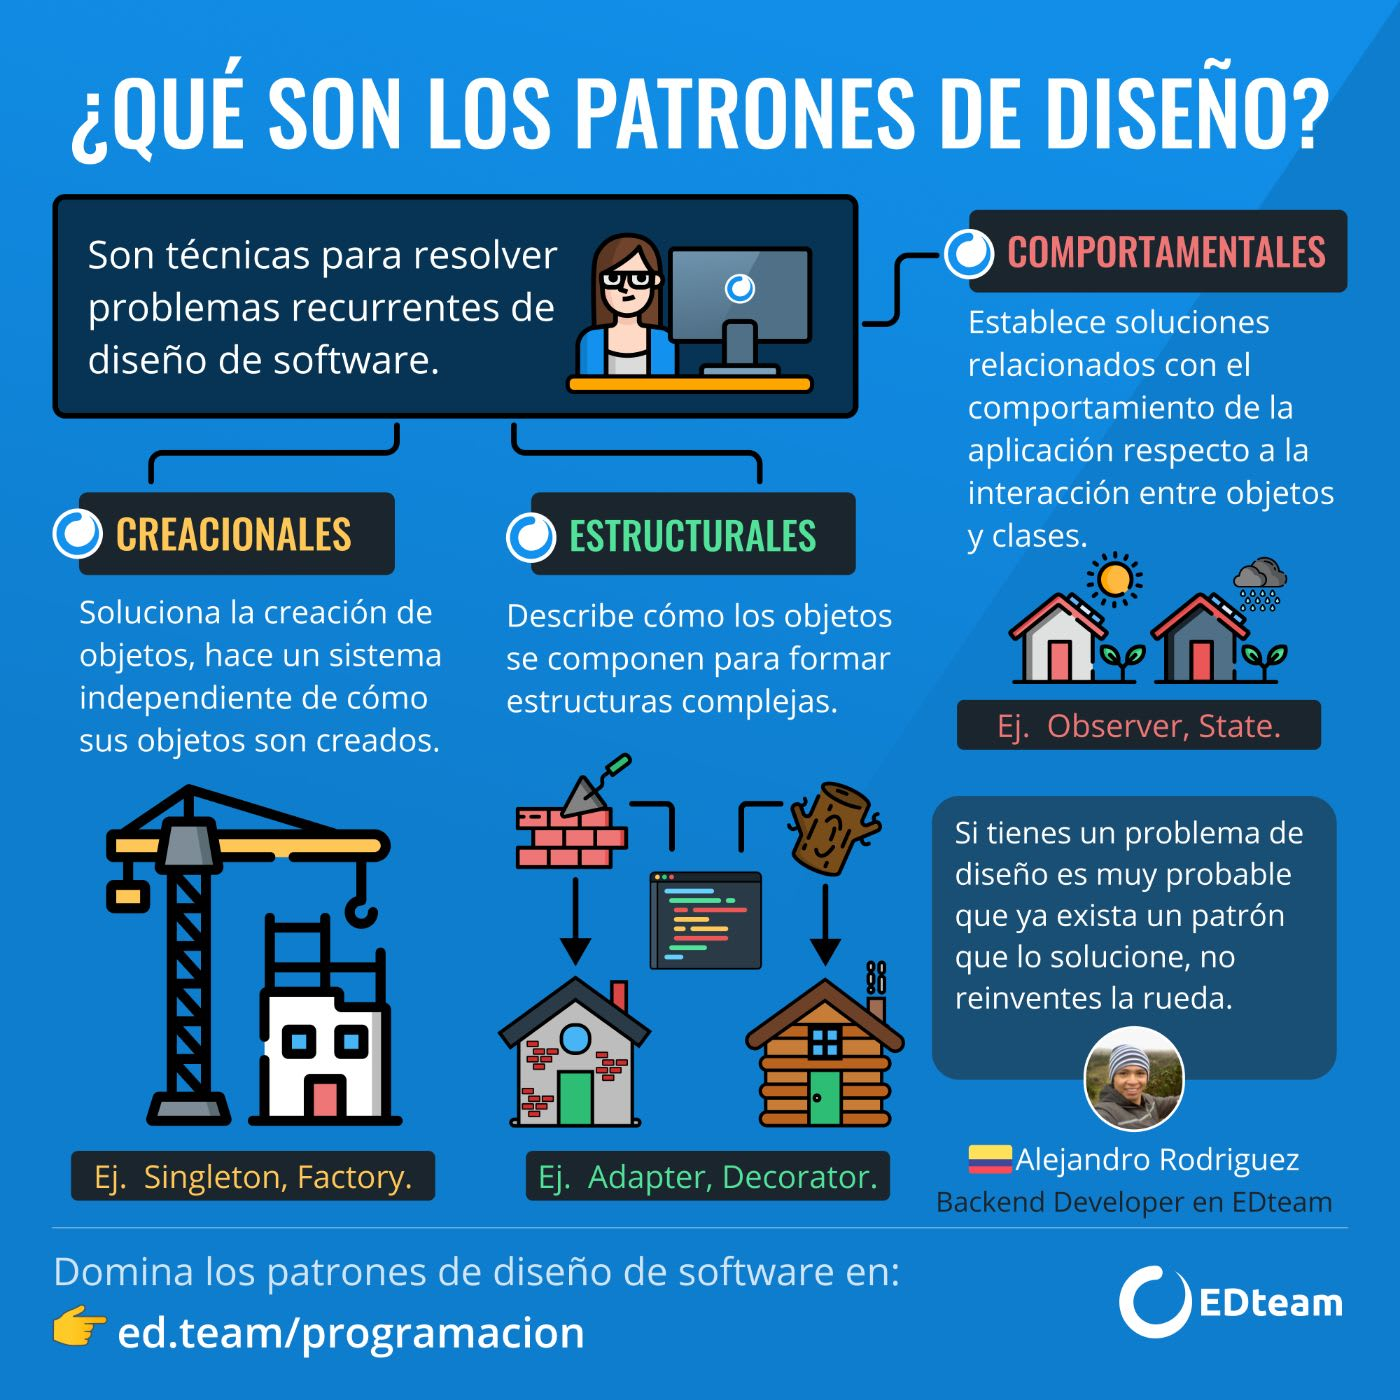 ¿QUÉ SON LOS PATRONES DE DISEÑO?
Son técnicas para resolver
problemas recurrentes de
diseño de software.
CREACIONALES
Soluciona la creación de
objetos, hace un sistema
independiente de cómo
sus objetos son creados.
Ej. Singleton, Factory.
ESTRUCTURALES
Describe cómo los objetos
se componen para formar
estructuras complejas.
Ej. Adapter, Decorator.
COMPORTAMENTALES
Establece soluciones
relacionados con el
comportamiento de la
aplicación respecto a la
interacción entre objetos
y clases.
Ej. Observer, State.
Si tienes un problema de
diseño es muy probable
que ya exista un patrón
que lo solucione, no
reinventes la rueda.
Alejandro Rodriguez
Backend Developer en EDteam
Domina los patrones de diseño de software en:
ed.team/programacion
EDteam